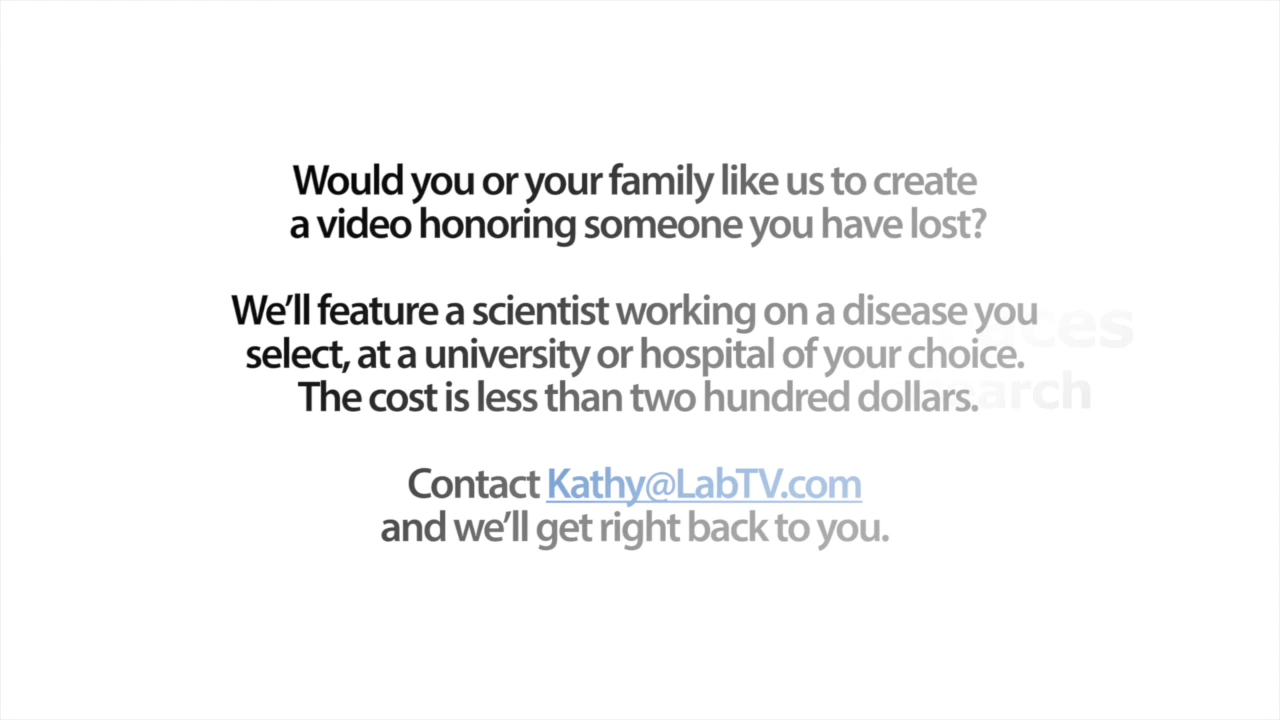 Would you or your family like us to create
a video honoring someone you have lost?
We’ll feature a scientist working on a disease you
select, at a university or hospital of your choice.
The cost is less than two hundred dollars.
Contact Kathy@LabTV.com
and we’ll get right back to you.